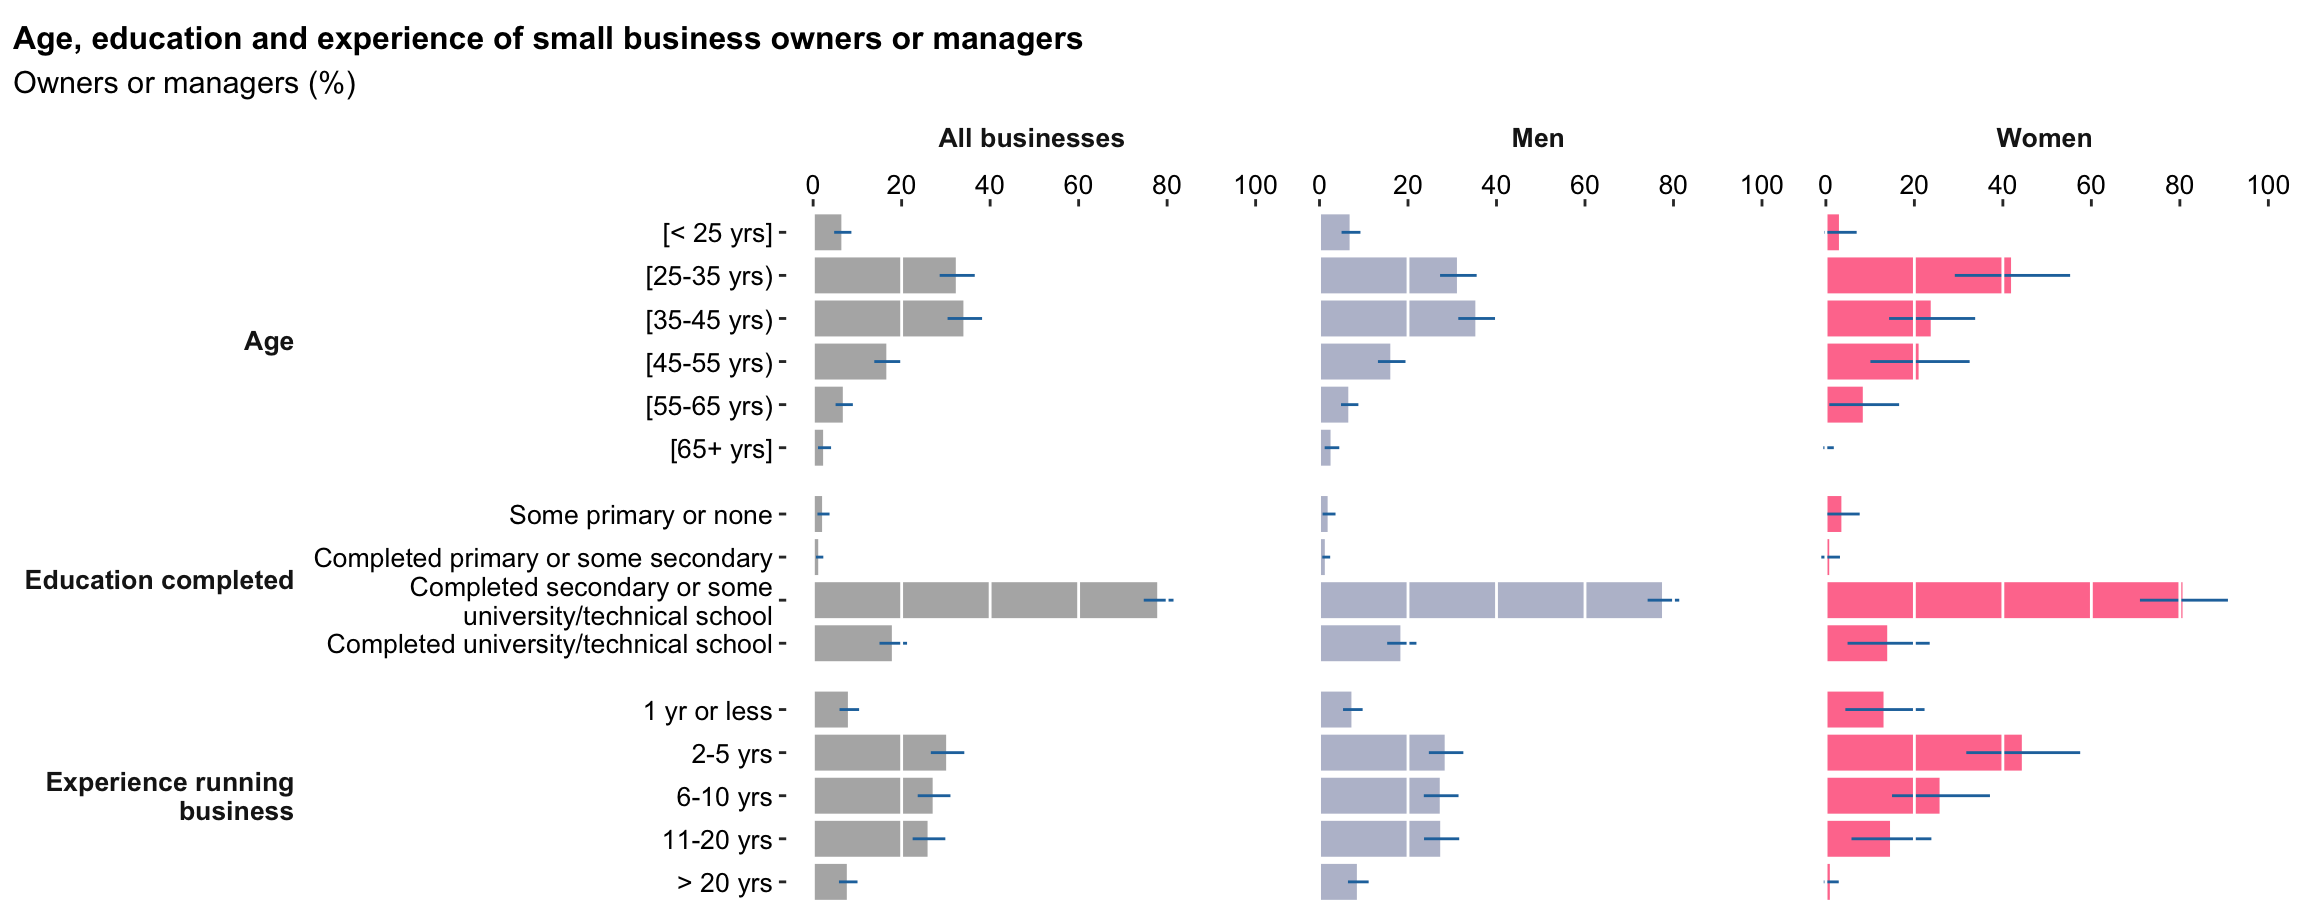 Age, education and experience of small business owners or managers
Owners or managers (%)
All businesses
Men
Women
0 20 40 60 80 100
0 20 40 60 80 100
0 20 40 60 80 100
Age
[< 25 yrs]
[25-35 yrs)
[35-45 yrs)
[45-55 yrs)
[55-65 yrs)
[65+ yrs]
Education completed
Some primary or none
Completed primary or some secondary
Completed secondary or some
university/technical school
Completed university/technical school
Experience running
business
1 yr or less
2-5 yrs
6-10 yrs
11-20 yrs
> 20 yrs